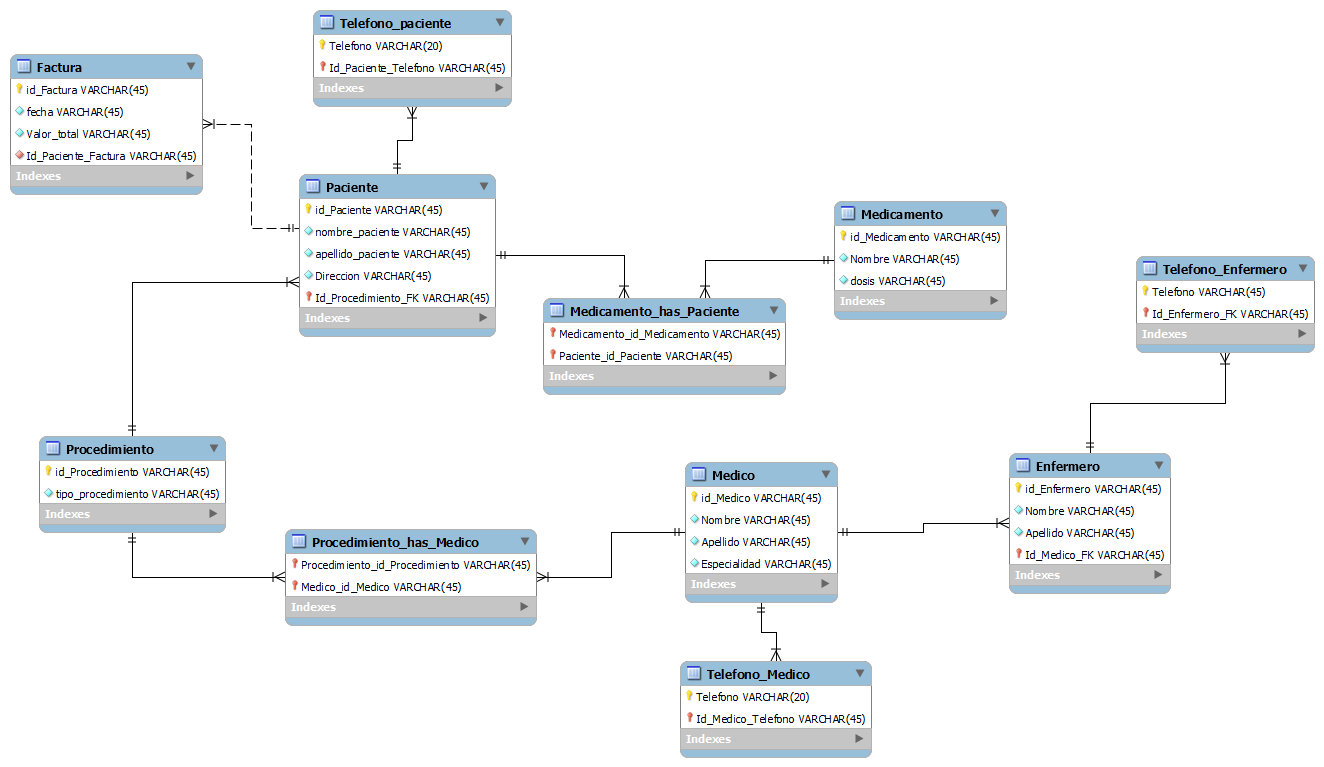 Telefono_paciente
Telefono VARCHAR(20)
Id_Paciente_Telefono VARCHAR(45)
Indexes
Factura
id_Factura VARCHAR(45)
fecha VARCHAR(45)
Valor_total VARCHAR(45)
Id_Paciente_Factura VARCHAR(45)
Indexes
Paciente
id_Paciente VARCHAR(45)
nombre_paciente VARCHAR(45)
apellido_paciente VARCHAR(45)
Direccion VARCHAR(45)
Id_Procedimiento_FK VARCHAR(45)
Indexes
Medicamento
id_Medicamento VARCHAR(45)
Nombre VARCHAR(45)
dosis VARCHAR(45)
Indexes
Medicamento_has_Paciente
Medicamento_id_Medicamento VARCHAR(45)
Paciente_id_Paciente VARCHAR(45)
Indexes
Telefono_Enfermero
Telefono VARCHAR(45)
Id_Enfermero_FK VARCHAR(45)
Indexes
Procedimiento
id_Procedimiento VARCHAR(45)
tipo_procedimiento VARCHAR(45)
Indexes
Procedimiento_has_Medico
Procedimiento_id_Procedimiento VARCHAR(45)
Medico_id_Medico VARCHAR(45)
Indexes
Medico
id_Medico VARCHAR(45)
Nombre VARCHAR(45)
Apellido VARCHAR(45)
Especialidad VARCHAR(45)
Indexes
Enfermero
id_Enfermero VARCHAR(45)
Nombre VARCHAR(45)
Apellido VARCHAR(45)
Id_Medico_FK VARCHAR(45)
Indexes
Telefono_Medico
Telefono VARCHAR(20)
Id_Medico_Telefono VARCHAR(45)
Indexes